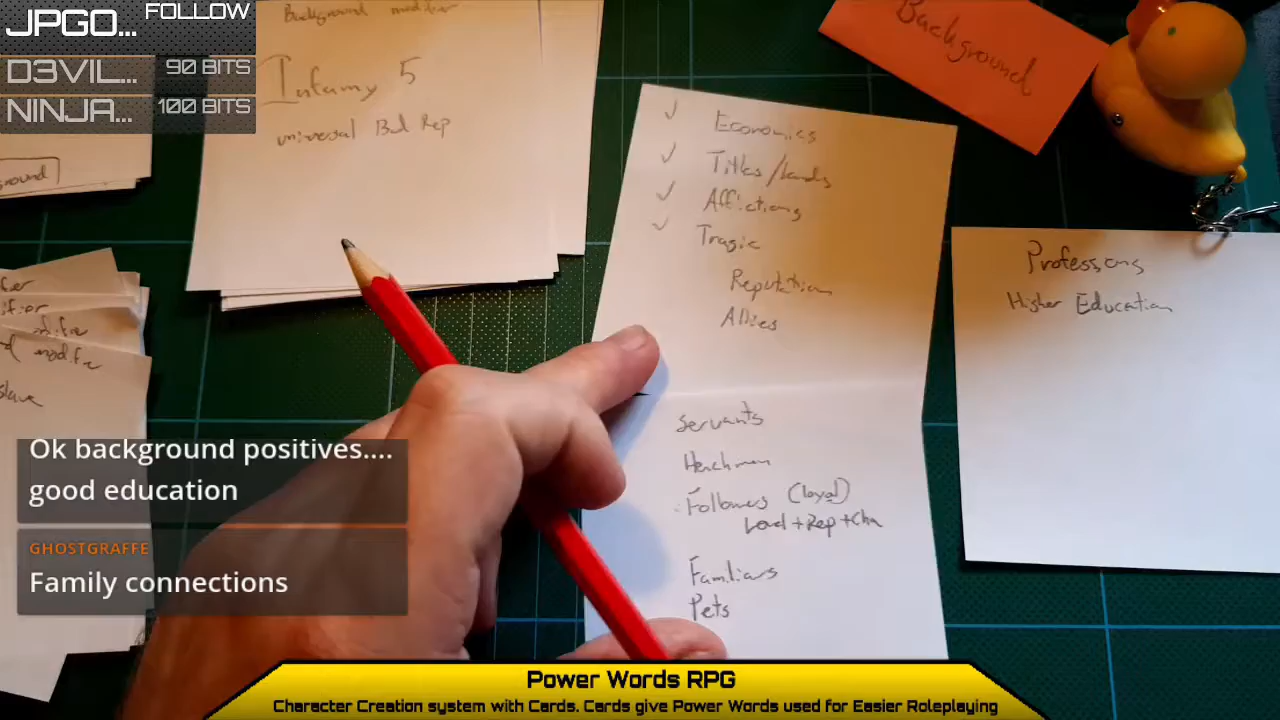 FOLLOW
JPGO...
D3VIL... 90 BITS
NINJA... 100 BITS
Background modifier
Infamy 5
universal Bad Rep
Background
✓ Economics
✓ Titles/Lands
✓ Afflictions
✓ Tragic
Reputation
Allies
Servants
Henchmen
Followers (loyal)
Level + Rep + Cha
Familiars
Pets
Professions
Higher Education
slave
Ok background positives....
good education
GHOSTGRAFFE
Family connections
Power Words RPG
Character Creation system with Cards. Cards give Power Words used for Easier Roleplaying